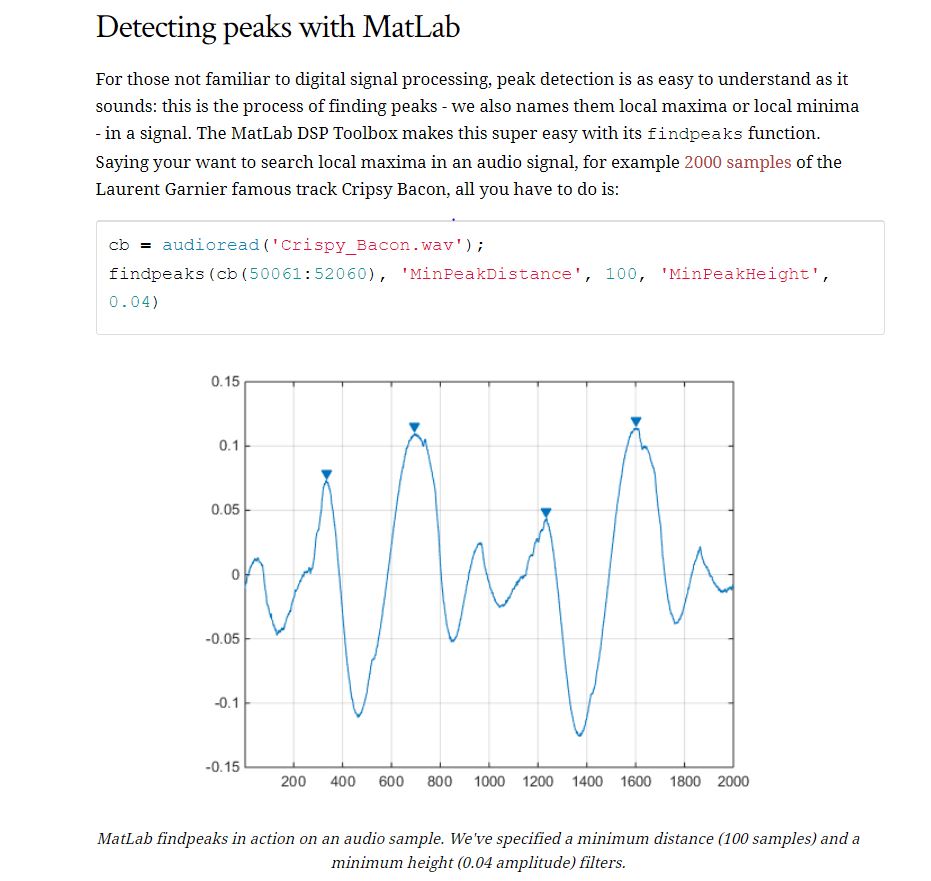 Detecting peaks with MatLab
For those not familiar to digital signal processing, peak detection is as easy to understand as it
sounds: this is the process of finding peaks - we also names them local maxima or local minima
- in a signal. The MatLab DSP Toolbox makes this super easy with its findpeaks function.
Saying your want to search local maxima in an audio signal, for example 2000 samples of the
Laurent Garnier famous track Cripsy Bacon, all you have to do is:
cb = audioread('Crispy_Bacon.wav');
findpeaks(cb(50061:52060), 'MinPeakDistance', 100, 'MinPeakHeight',
0.04)
0.15
0.1
0.05
0
-0.05
-0.1
-0.15
200 400 600 800 1000 1200 1400 1600 1800 2000
MatLab findpeaks in action on an audio sample. We've specified a minimum distance (100 samples) and a
minimum height (0.04 amplitude) filters.